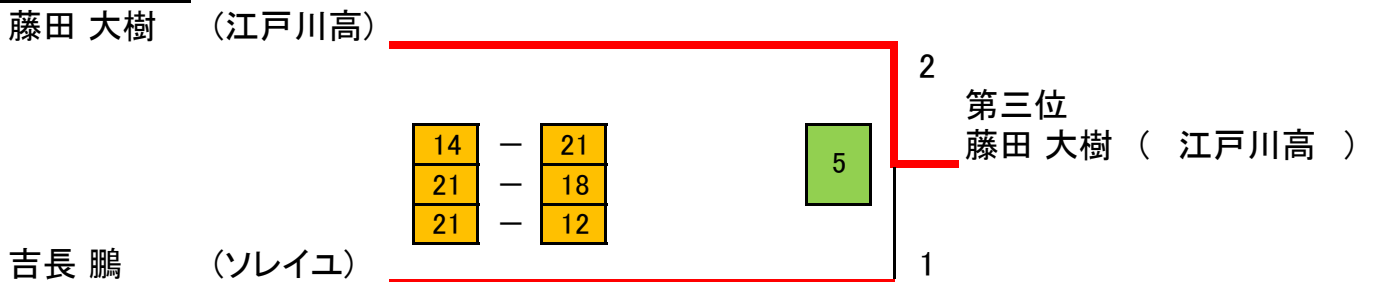 藤田 大樹 (江戸川高)
2
第三位
藤田 大樹 ( 江戸川高 )
14 － 21
5
21 － 18
21 － 12
吉長 鵬 (ソレイユ)
1